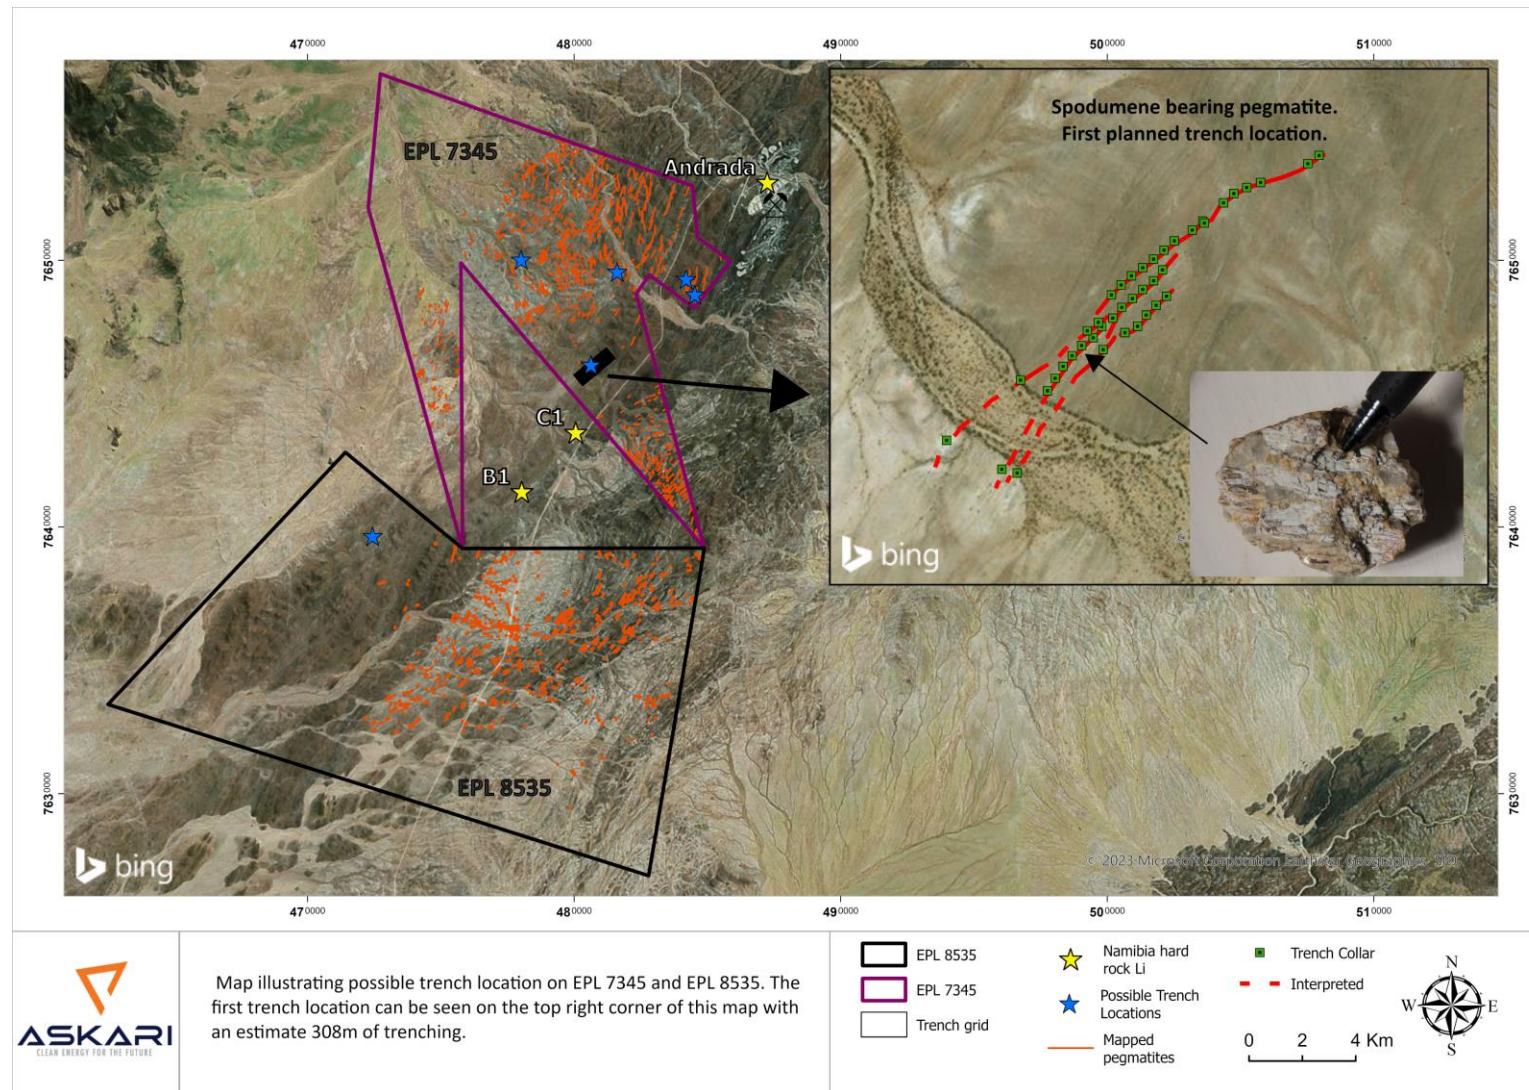 470000
480000
490000
500000
510000
Spodumene bearing pegmatite.
First planned trench location.
EPL 7345
Andrada
7650000
7650000
C1
B1
7640000
7640000
bing
EPL 8535
7630000
7630000
bing
© 2023 Microsoft Corporation Earthstar Geographics SIO
470000
480000
490000
500000
510000
ASKARI
CLEAN ENERGY FOR THE FUTURE
Map illustrating possible trench location on EPL 7345 and EPL 8535. The
first trench location can be seen on the top right corner of this map with
an estimate 308m of trenching.
EPL 8535
EPL 7345
Trench grid
Namibia hard
rock Li
Possible Trench
Locations
Mapped
pegmatites
Trench Collar
Interpreted
0 2 4 Km
N
W E
S